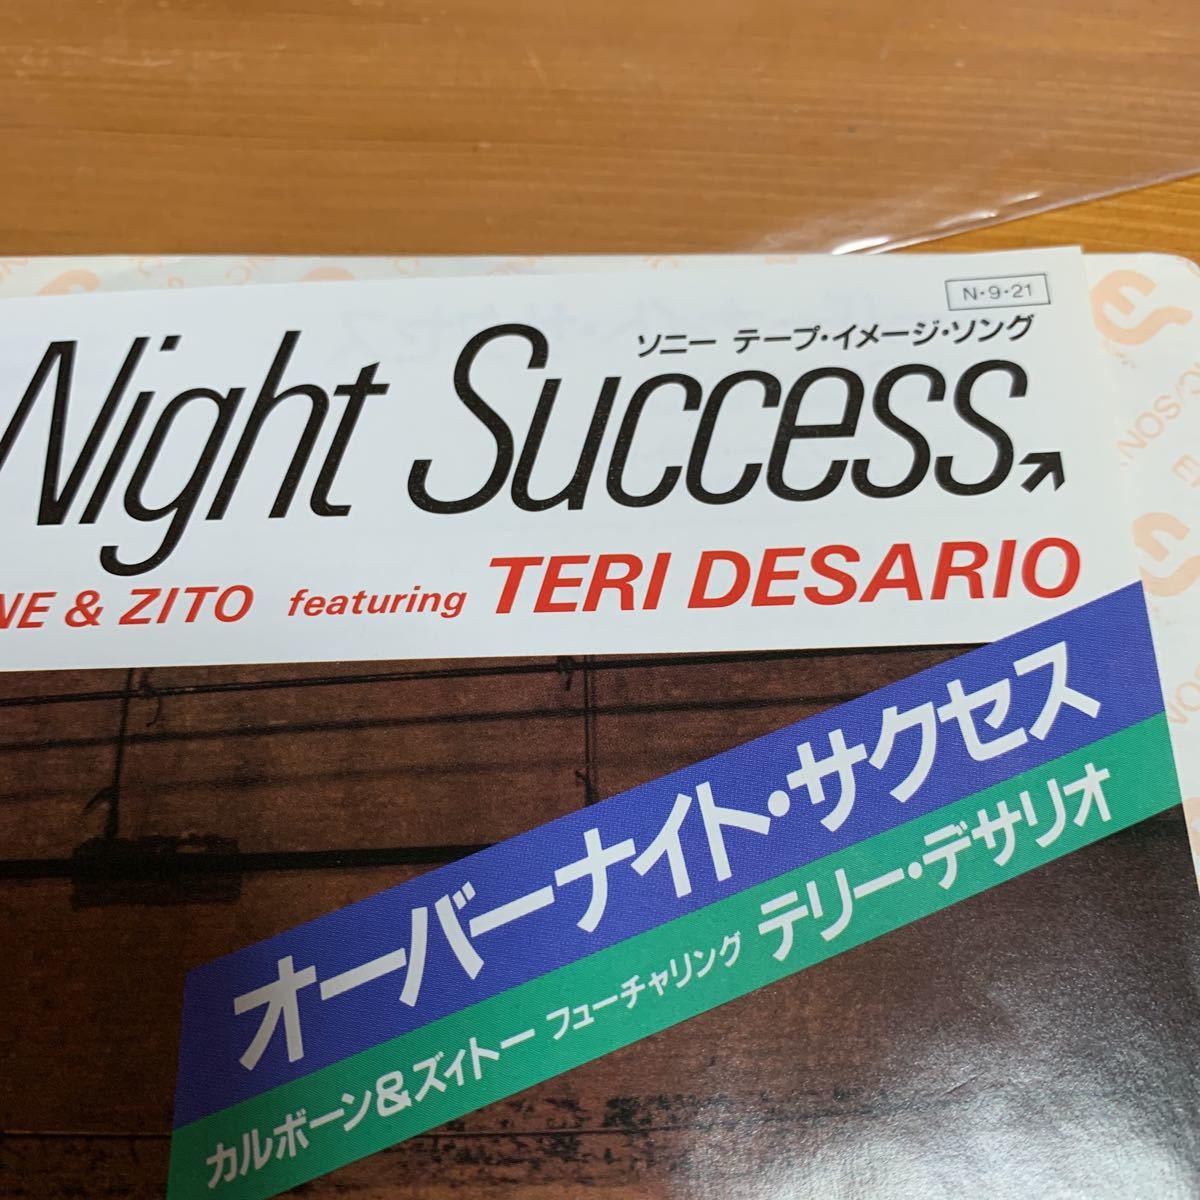 N・9・21
ソニー テープ・イメージ・ソング
Night Success
NE & ZITO featuring TERI DESARIO
オーバーナイト・サクセス
カルボーン&ズィトー フューチャリング テリー・デサリオ